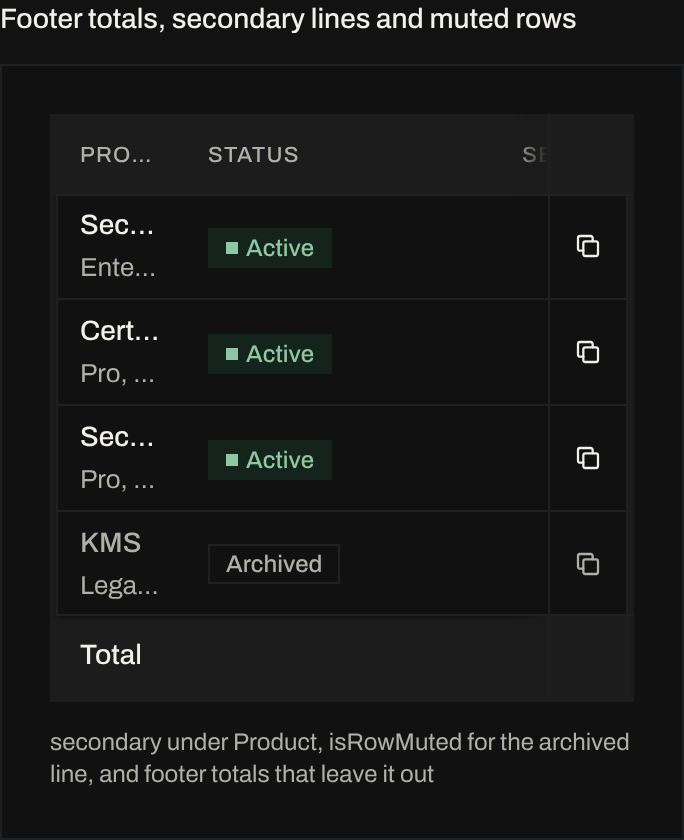 Footer totals, secondary lines and muted rows
PRO... STATUS SE
Sec...
Active
Ente...
Cert...
Active
Pro, ...
Sec...
Active
Pro, ...
KMS
Archived
Lega...
Total
secondary under Product, isRowMuted for the archived
line, and footer totals that leave it out